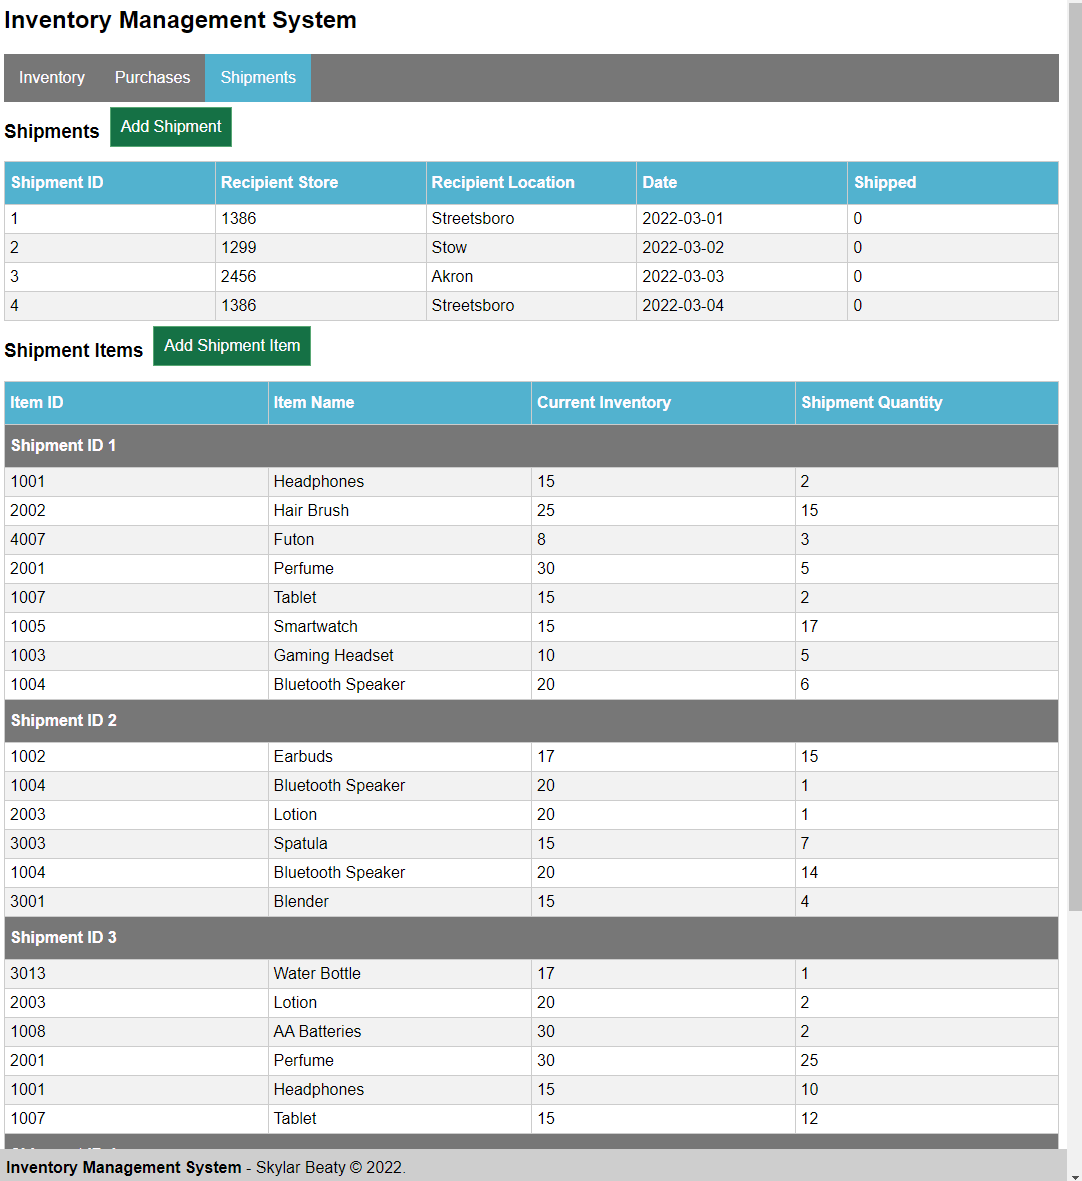 Inventory Management System
Inventory Purchases Shipments
Shipments Add Shipment
Shipment ID Recipient Store Recipient Location Date Shipped
1 1386 Streetsboro 2022-03-01 0
2 1299 Stow 2022-03-02 0
3 2456 Akron 2022-03-03 0
4 1386 Streetsboro 2022-03-04 0
Shipment Items Add Shipment Item
Item ID Item Name Current Inventory Shipment Quantity
Shipment ID 1
1001 Headphones 15 2
2002 Hair Brush 25 15
4007 Futon 8 3
2001 Perfume 30 5
1007 Tablet 15 2
1005 Smartwatch 15 17
1003 Gaming Headset 10 5
1004 Bluetooth Speaker 20 6
Shipment ID 2
1002 Earbuds 17 15
1004 Bluetooth Speaker 20 1
2003 Lotion 20 1
3003 Spatula 15 7
1004 Bluetooth Speaker 20 14
3001 Blender 15 4
Shipment ID 3
3013 Water Bottle 17 1
2003 Lotion 20 2
1008 AA Batteries 30 2
2001 Perfume 30 25
1001 Headphones 15 10
1007 Tablet 15 12
Inventory Management System - Skylar Beaty © 2022.